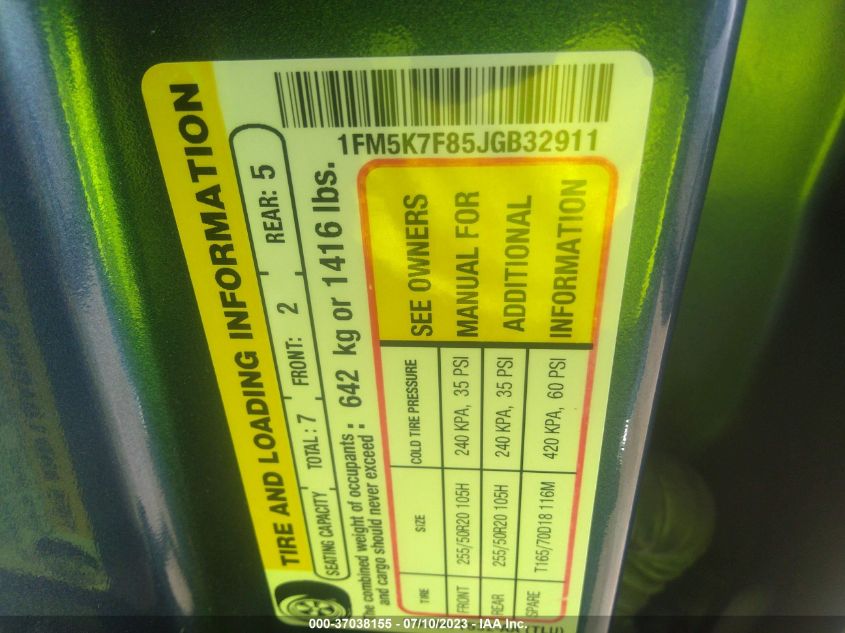 1FM5K7F85JGB32911
TIRE AND LOADING INFORMATION
SEATING CAPACITY TOTAL : 7 FRONT: 2 REAR: 5
he combined weight of occupants : 642 kg or 1416 lbs.
and cargo should never exceed :
TIRE SIZE COLD TIRE PRESSURE
FRONT 255/50R20 105H 240 KPA, 35 PSI
REAR 255/50R20 105H 240 KPA, 35 PSI
SPARE T165/70D18 116M 420 KPA, 60 PSI
SEE OWNERS
MANUAL FOR
ADDITIONAL
INFORMATION
000-37038155 - 07/10/2023 - IAA Inc.